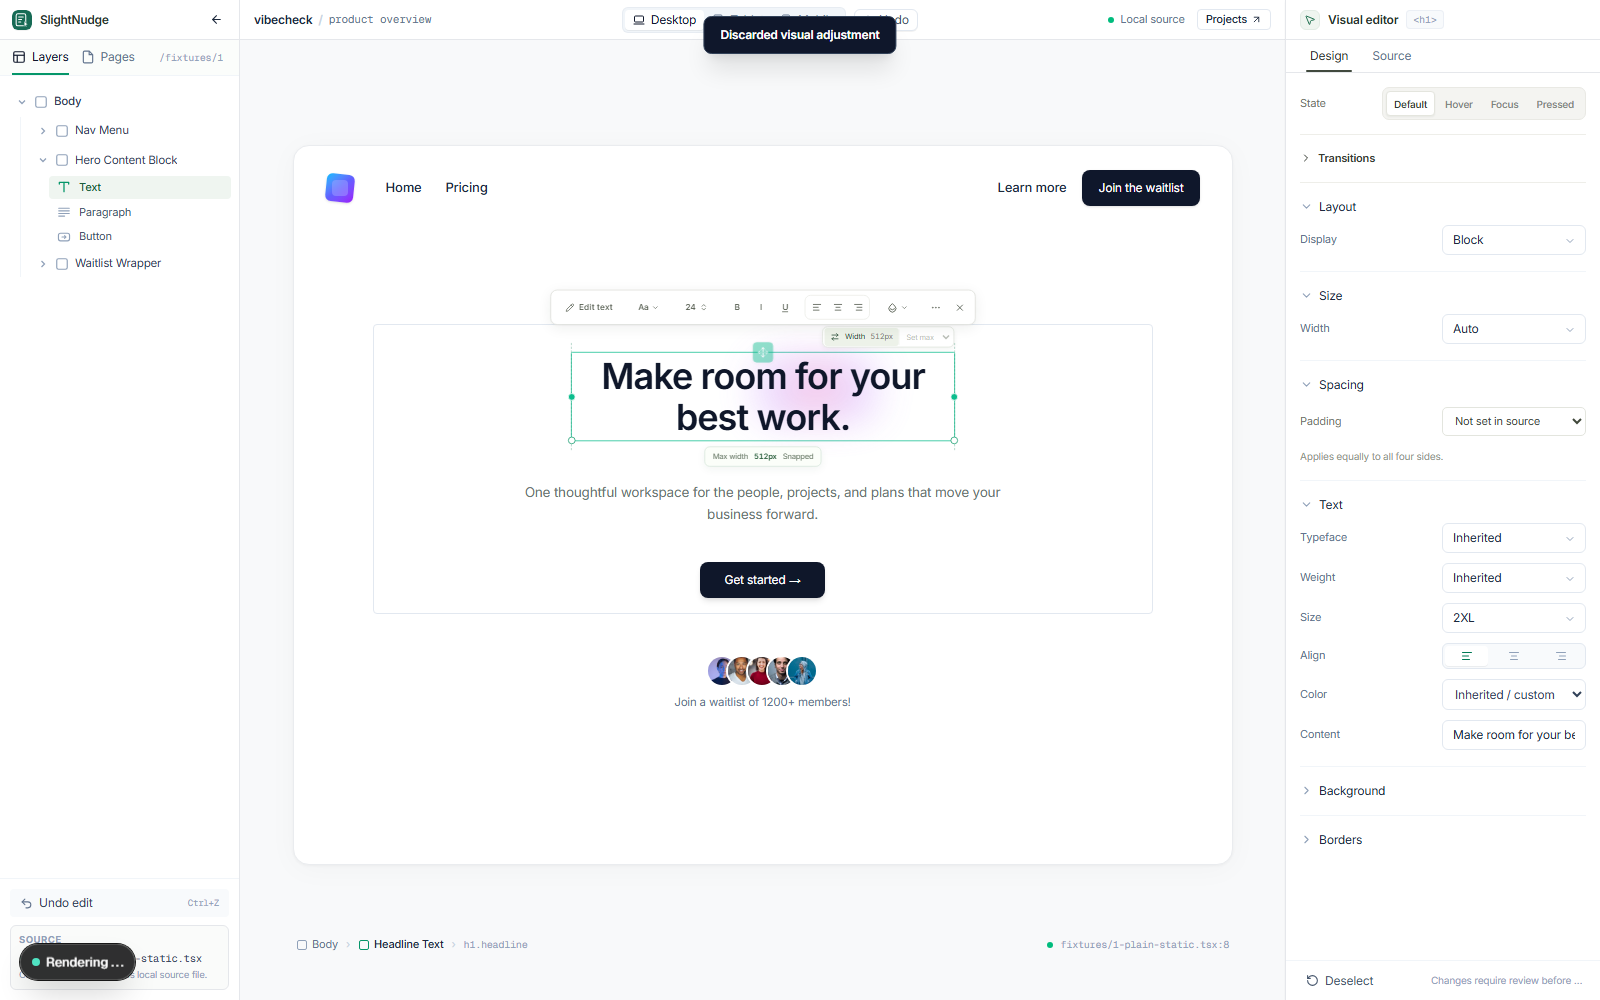 SlightNudge
vibecheck / product overview
Desktop
Discarded visual adjustment
Local source
Projects
Visual editor
<h1>
Layers
Pages
/fixtures/1
Design
Source
Body
Nav Menu
Hero Content Block
Text
Paragraph
Button
Waitlist Wrapper
State
Default
Hover
Focus
Pressed
Transitions
Layout
Display
Block
Size
Width
Auto
Spacing
Padding
Not set in source
Applies equally to all four sides.
Text
Typeface
Inherited
Weight
Inherited
Size
2XL
Align
Color
Inherited / custom
Content
Make room for your be
Background
Borders
Home
Pricing
Learn more
Join the waitlist
Edit text
Aa
24
B
I
U
Width 512px
Set max
Make room for your
best work.
Max width 512px Snapped
One thoughtful workspace for the people, projects, and plans that move your
business forward.
Get started →
Join a waitlist of 1200+ members!
Undo edit
Ctrl+Z
SOURCE
-static.tsx
local source file.
Rendering ...
Body › Headline Text › h1.headline
fixtures/1-plain-static.tsx:8
Deselect
Changes require review before ...